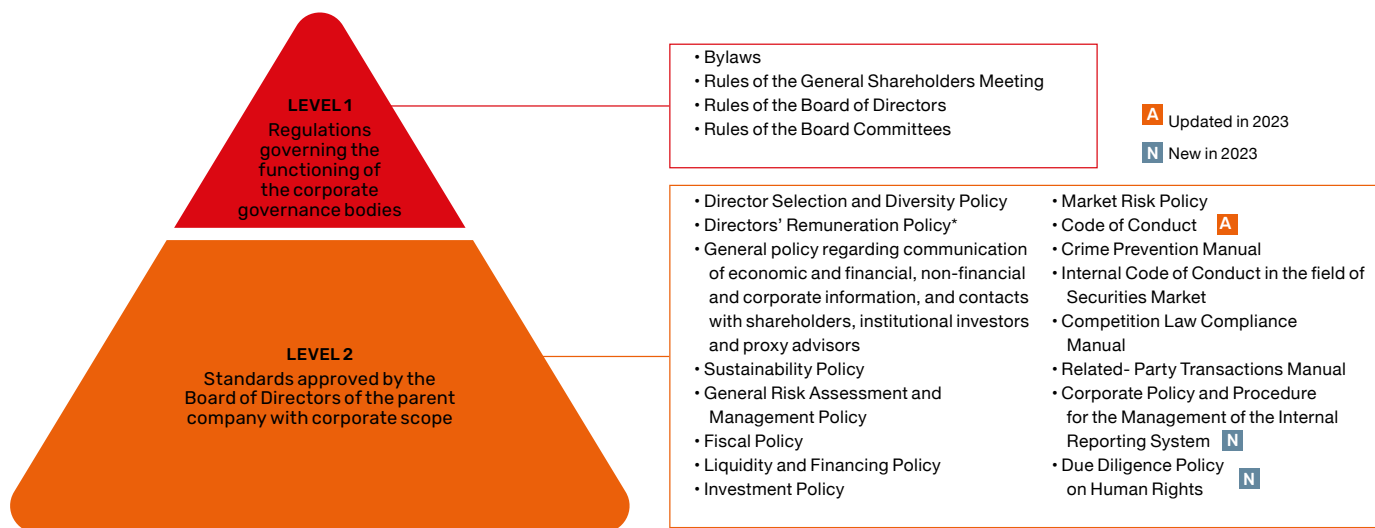 LEVEL 1
Regulations
governing the
functioning of
the corporate
governance bodies
• Bylaws
• Rules of the General Shareholders Meeting
• Rules of the Board of Directors
• Rules of the Board Committees
A Updated in 2023
N New in 2023
LEVEL 2
Standards approved by the
Board of Directors of the parent
company with corporate scope
• Director Selection and Diversity Policy
• Directors’ Remuneration Policy*
• General policy regarding communication
of economic and financial, non-financial
and corporate information, and contacts
with shareholders, institutional investors
and proxy advisors
• Sustainability Policy
• General Risk Assessment and
Management Policy
• Fiscal Policy
• Liquidity and Financing Policy
• Investment Policy
• Market Risk Policy
• Code of Conduct A
• Crime Prevention Manual
• Internal Code of Conduct in the field of
Securities Market
• Competition Law Compliance
Manual
• Related- Party Transactions Manual
• Corporate Policy and Procedure
for the Management of the Internal
Reporting System N
• Due Diligence Policy
on Human Rights N